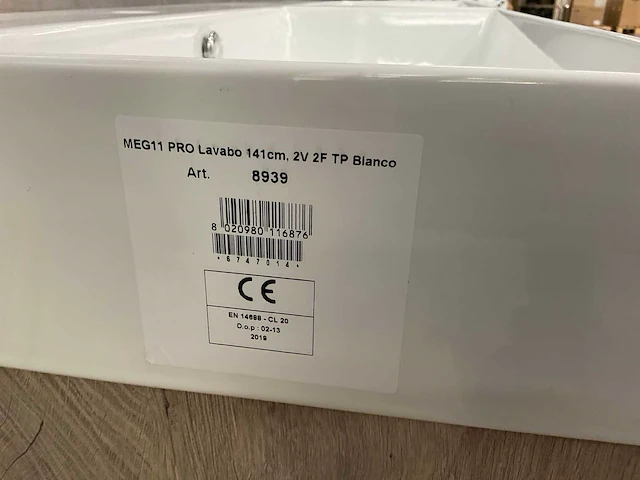 MEG11 PRO Lavabo 141cm. 2V 2F TP Bianco
Art. 8939
8 020980 116876
*6747014*
CE
EN 14688 - CL 20
D.o.p : 02-13
2019